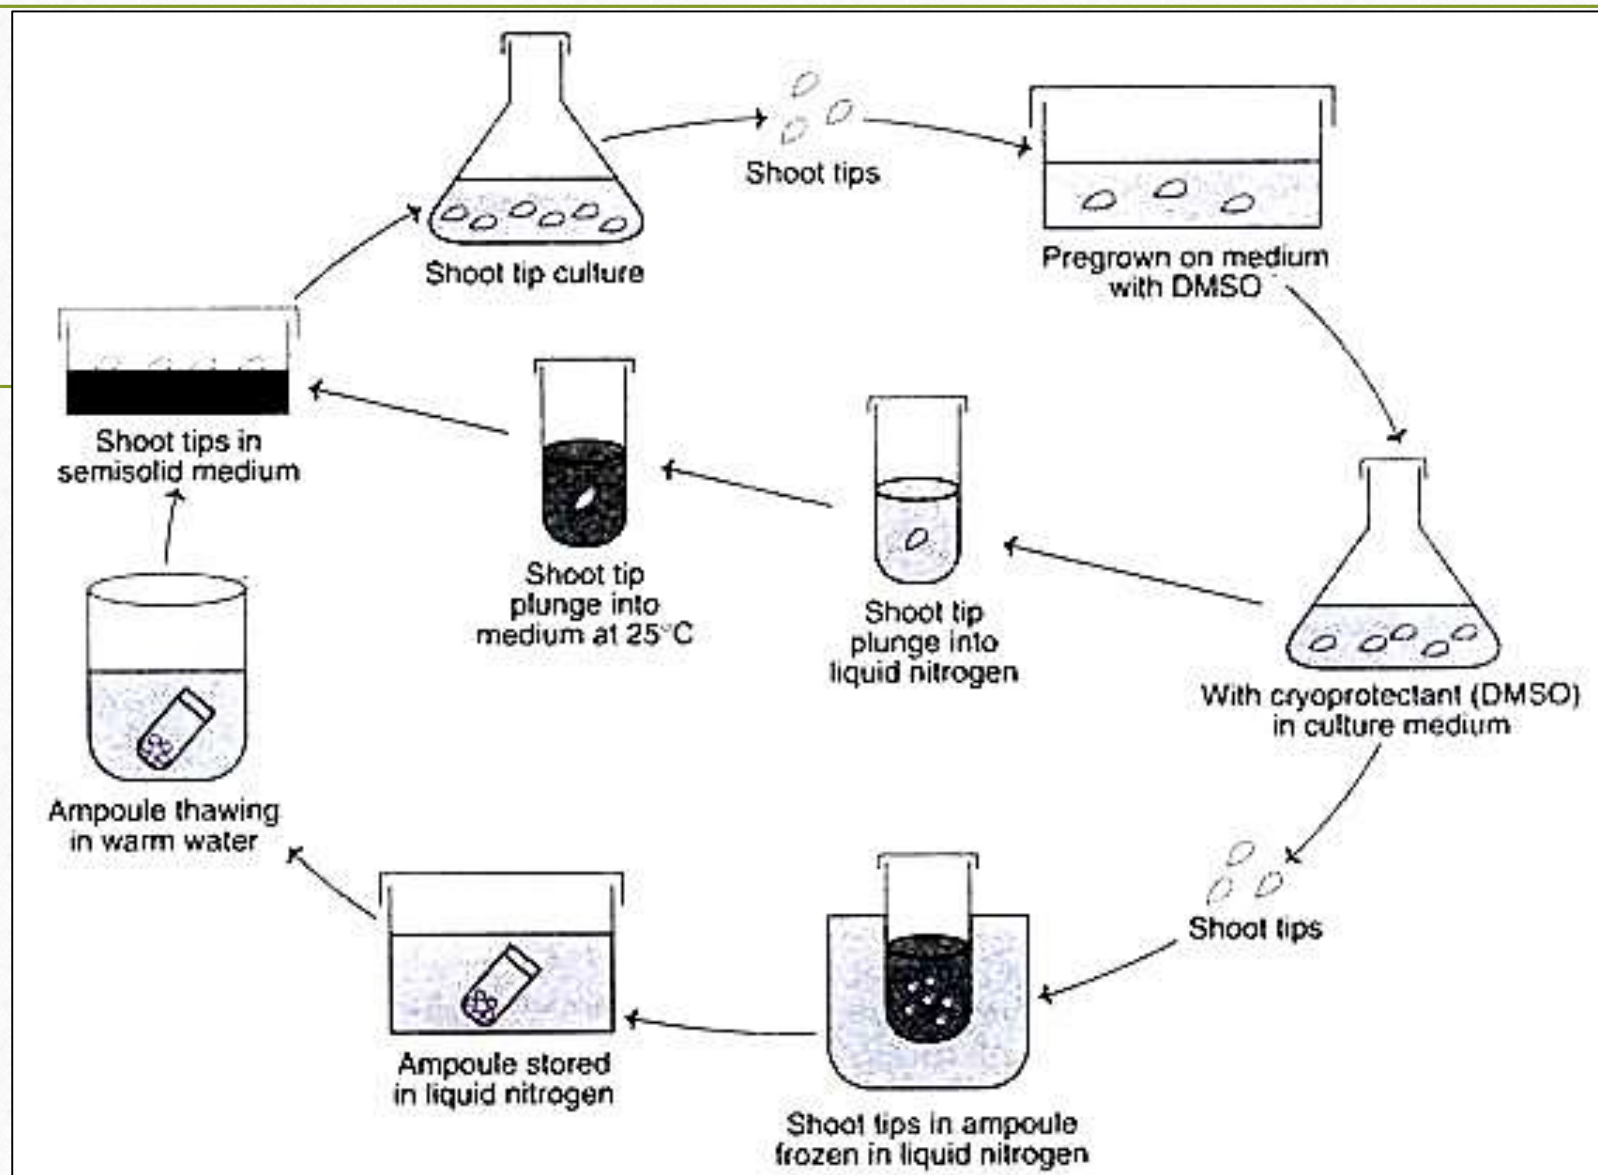 Shoot tips
Shoot tip culture
Pregrown on medium
with DMSO
Shoot tips in
semisolid medium
Shoot tip
plunge into
medium at 25°C
Shoot tip
plunge into
liquid nitrogen
With cryoprotectant (DMSO)
in culture medium
Ampoule thawing
in warm water
Shoot tips
Ampoule stored
in liquid nitrogen
Shoot tips in ampoule
frozen in liquid nitrogen